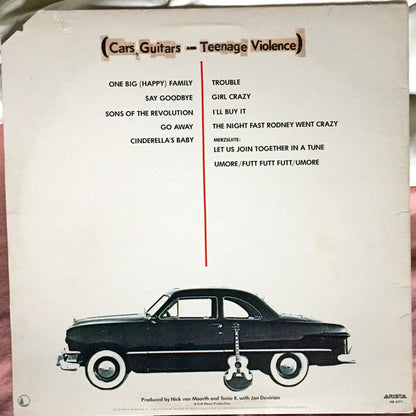 (Cars, Guitars AND Teenage Violence)
ONE BIG (HAPPY) FAMILY
SAY GOODBYE
SONS OF THE REVOLUTION
GO AWAY
CINDERELLA'S BABY
TROUBLE
GIRL CRAZY
I'LL BUY IT
THE NIGHT FAST RODNEY WENT CRAZY
MERZSUITE:
LET US JOIN TOGETHER IN A TUNE
UMORE/FUTT FUTT FUTT/UMORE
Produced by Nick van Maarth and Tonio K. with Jon Devirian
ARISTA